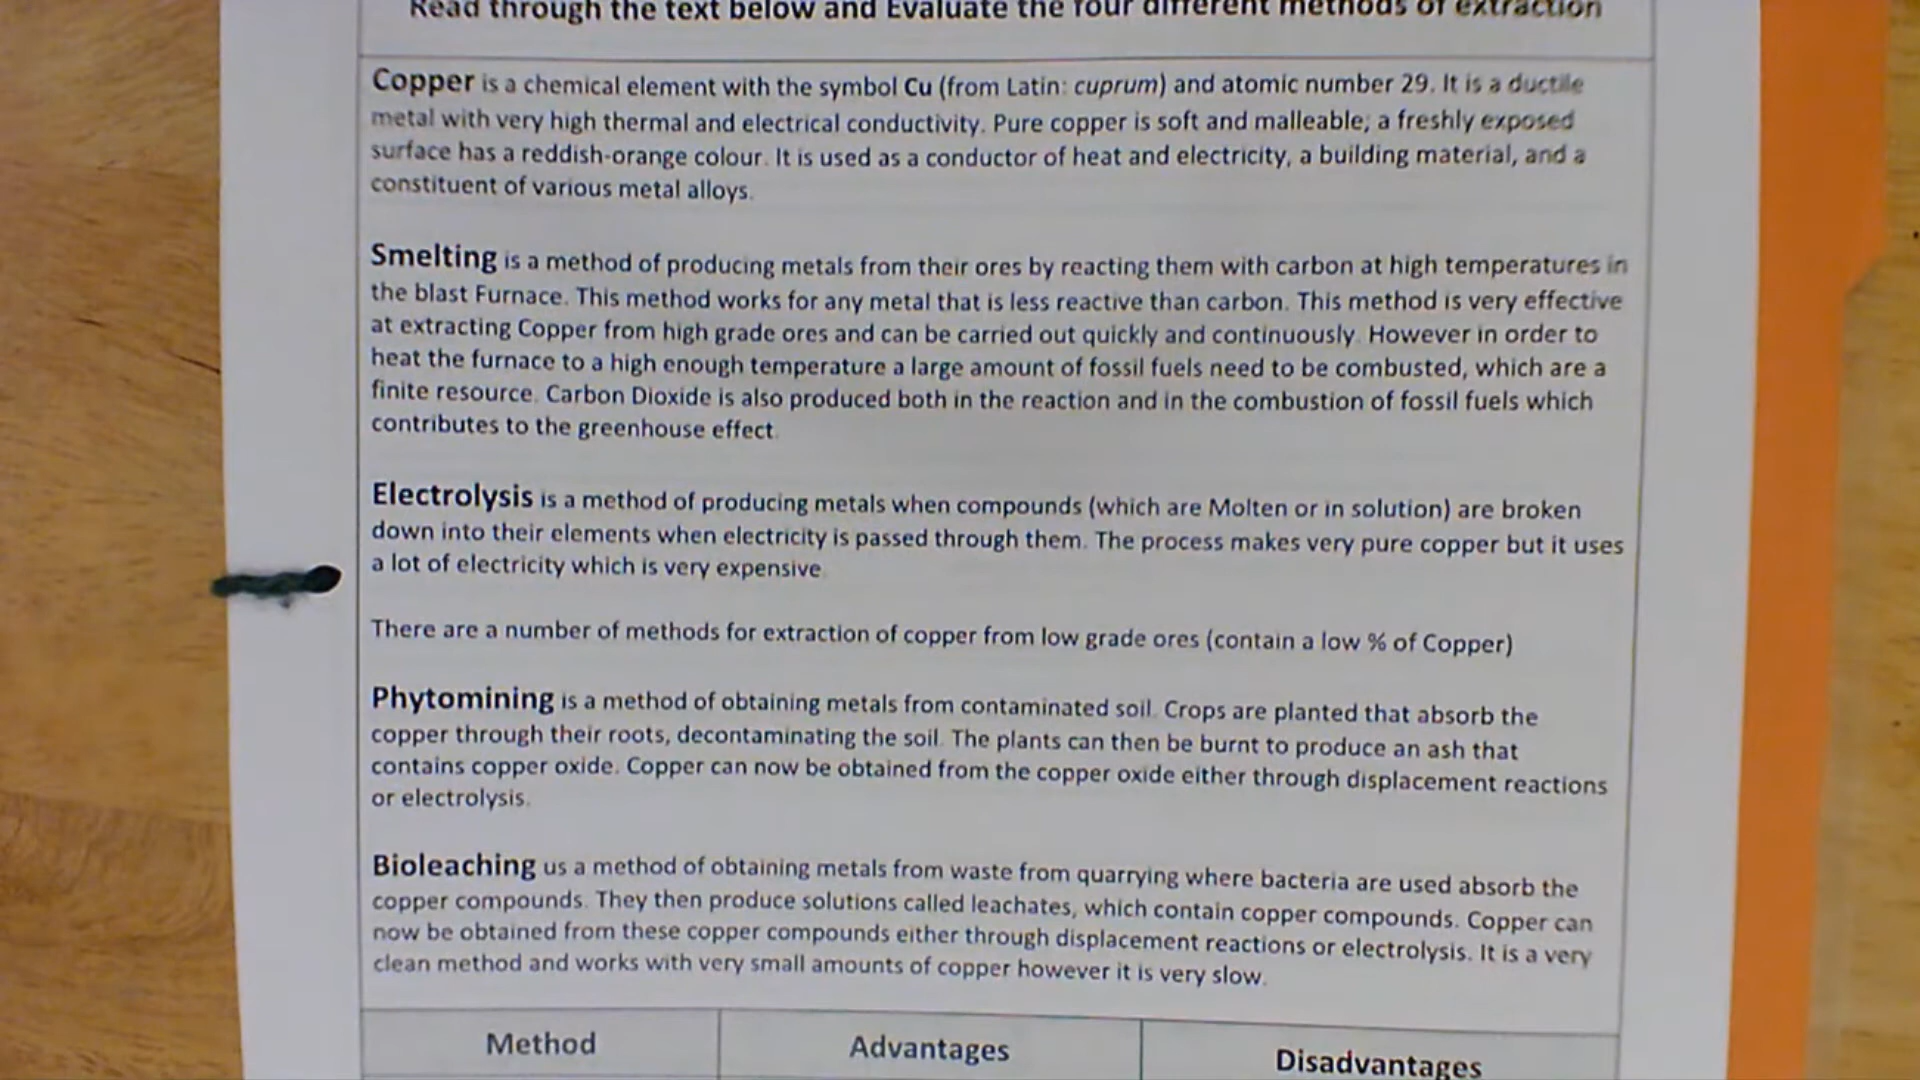 Read through the text below and Evaluate the four different methods of extraction
Copper is a chemical element with the symbol Cu (from Latin: cuprum) and atomic number 29. It is a ductile
metal with very high thermal and electrical conductivity. Pure copper is soft and malleable; a freshly exposed
surface has a reddish-orange colour. It is used as a conductor of heat and electricity, a building material, and a
constituent of various metal alloys.
Smelting is a method of producing metals from their ores by reacting them with carbon at high temperatures in
the blast Furnace. This method works for any metal that is less reactive than carbon. This method is very effective
at extracting Copper from high grade ores and can be carried out quickly and continuously. However in order to
heat the furnace to a high enough temperature a large amount of fossil fuels need to be combusted, which are a
finite resource. Carbon Dioxide is also produced both in the reaction and in the combustion of fossil fuels which
contributes to the greenhouse effect.
Electrolysis is a method of producing metals when compounds (which are Molten or in solution) are broken
down into their elements when electricity is passed through them. The process makes very pure copper but it uses
a lot of electricity which is very expensive
There are a number of methods for extraction of copper from low grade ores (contain a low % of Copper)
Phytomining is a method of obtaining metals from contaminated soil. Crops are planted that absorb the
copper through their roots, decontaminating the soil. The plants can then be burnt to produce an ash that
contains copper oxide. Copper can now be obtained from the copper oxide either through displacement reactions
or electrolysis.
Bioleaching us a method of obtaining metals from waste from quarrying where bacteria are used absorb the
copper compounds. They then produce solutions called leachates, which contain copper compounds. Copper can
now be obtained from these copper compounds either through displacement reactions or electrolysis. It is a very
clean method and works with very small amounts of copper however it is very slow.
Method Advantages Disadvantages